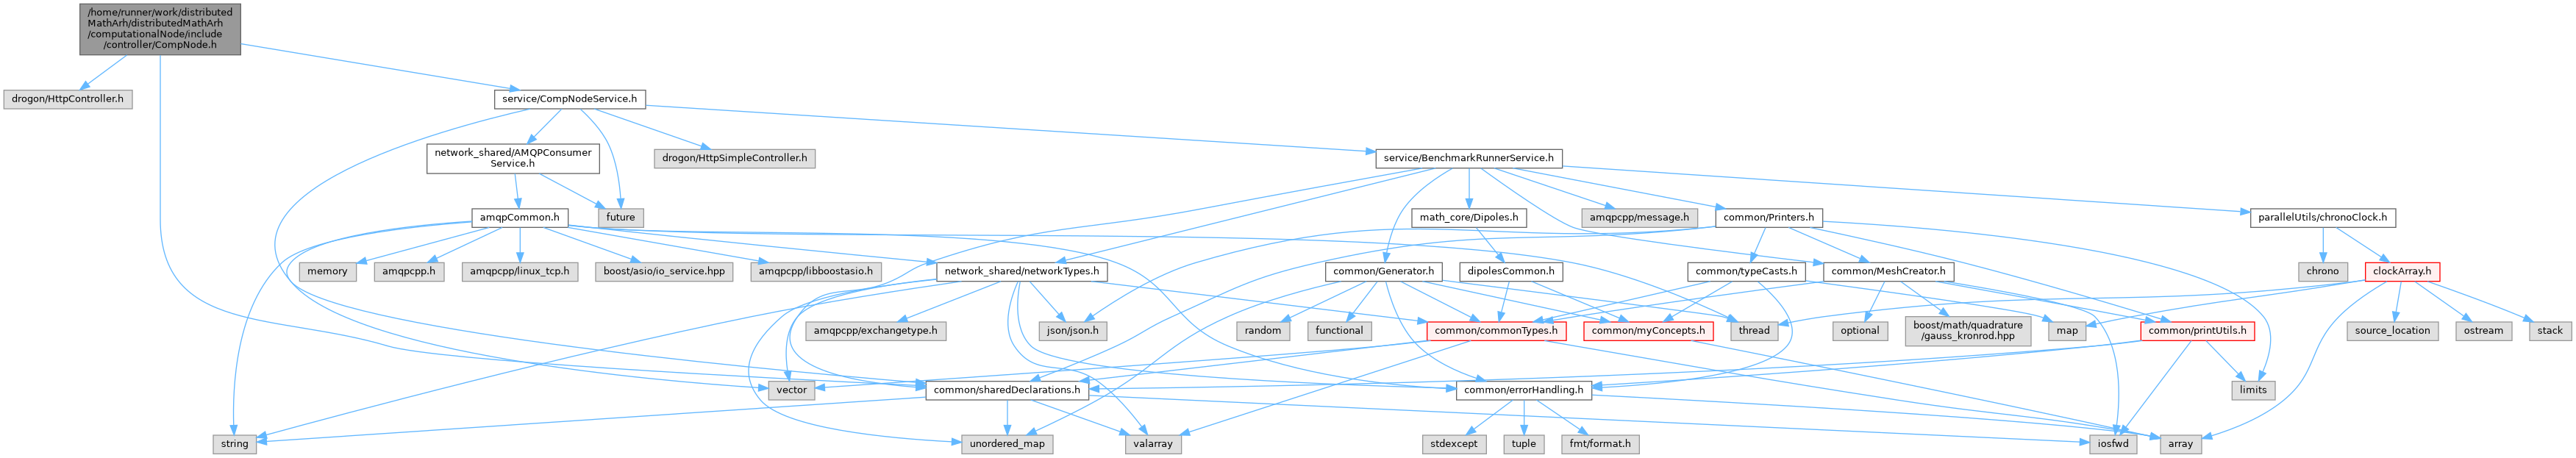 /home/runner/work/distributed
MathArh/distributedMathArh
/computationalNode/include
/controller/CompNode.h
drogon/HttpController.h
service/CompNodeService.h
network_shared/AMQPConsumer
Service.h
drogon/HttpSimpleController.h
service/BenchmarkRunnerService.h
amqpCommon.h
future
math_core/Dipoles.h
amqpcpp/message.h
common/Printers.h
parallelUtils/chronoClock.h
memory
amqpcpp.h
amqpcpp/linux_tcp.h
boost/asio/io_service.hpp
amqpcpp/libboostasio.h
network_shared/networkTypes.h
common/Generator.h
dipolesCommon.h
common/typeCasts.h
common/MeshCreator.h
chrono
clockArray.h
amqpcpp/exchangetype.h
json/json.h
random
functional
common/commonTypes.h
common/myConcepts.h
thread
optional
boost/math/quadrature
/gauss_kronrod.hpp
map
common/printUtils.h
source_location
ostream
stack
vector
common/sharedDeclarations.h
common/errorHandling.h
limits
string
unordered_map
valarray
stdexcept
tuple
fmt/format.h
iosfwd
array